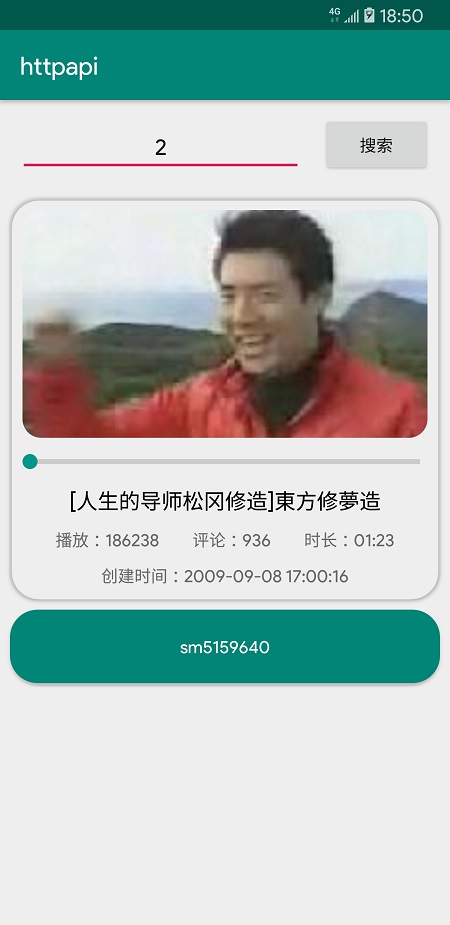 4G 18:50
httpapi
2 搜索
[人生的导师松冈修造]東方修夢造
播放：186238 评论：936 时长：01:23
创建时间：2009-09-08 17:00:16
sm5159640